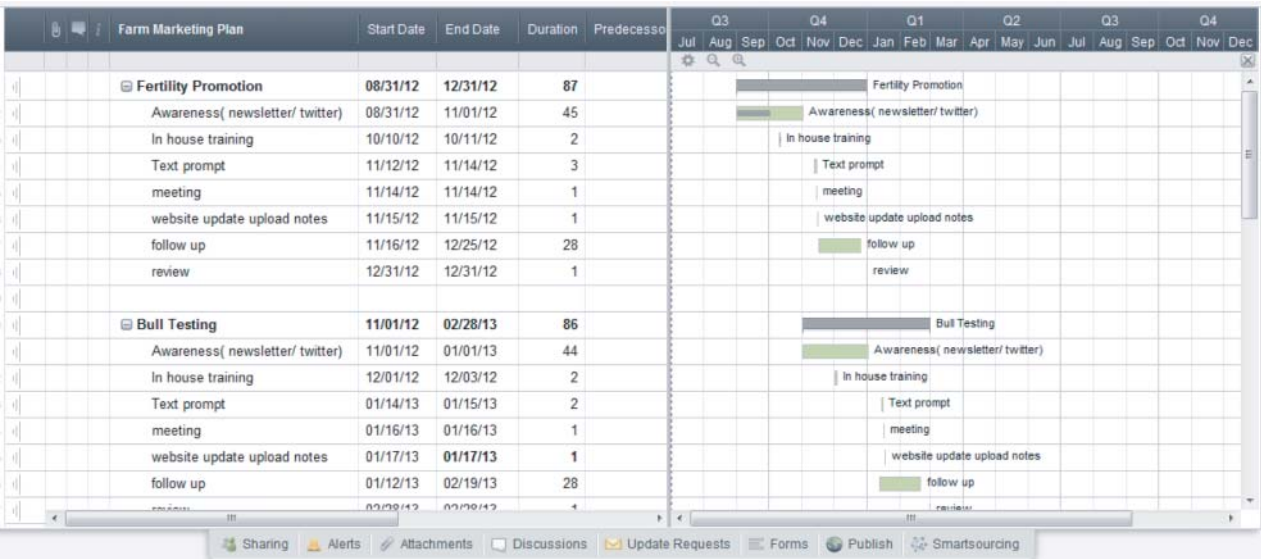 Farm Marketing Plan Start Date End Date Duration Predecesso
Q3 Q4 Q1 Q2 Q3 Q4
Jul Aug Sep Oct Nov Dec Jan Feb Mar Apr May Jun Jul Aug Sep Oct Nov Dec
Fertility Promotion 08/31/12 12/31/12 87 Fertility Promotion
Awareness( newsletter/ twitter) 08/31/12 11/01/12 45 Awareness( newsletter/ twitter)
In house training 10/10/12 10/11/12 2 In house training
Text prompt 11/12/12 11/14/12 3 Text prompt
meeting 11/14/12 11/14/12 1 meeting
website update upload notes 11/15/12 11/15/12 1 website update upload notes
follow up 11/16/12 12/25/12 28 follow up
review 12/31/12 12/31/12 1 review
Bull Testing 11/01/12 02/28/13 86 Bull Testing
Awareness( newsletter/ twitter) 11/01/12 01/01/13 44 Awareness( newsletter/ twitter)
In house training 12/01/12 12/03/12 2 In house training
Text prompt 01/14/13 01/15/13 2 Text prompt
meeting 01/16/13 01/16/13 1 meeting
website update upload notes 01/17/13 01/17/13 1 website update upload notes
follow up 01/12/13 02/19/13 28 follow up
review 02/28/13 02/28/13 1 review
Sharing Alerts Attachments Discussions Update Requests Forms Publish Smartsourcing